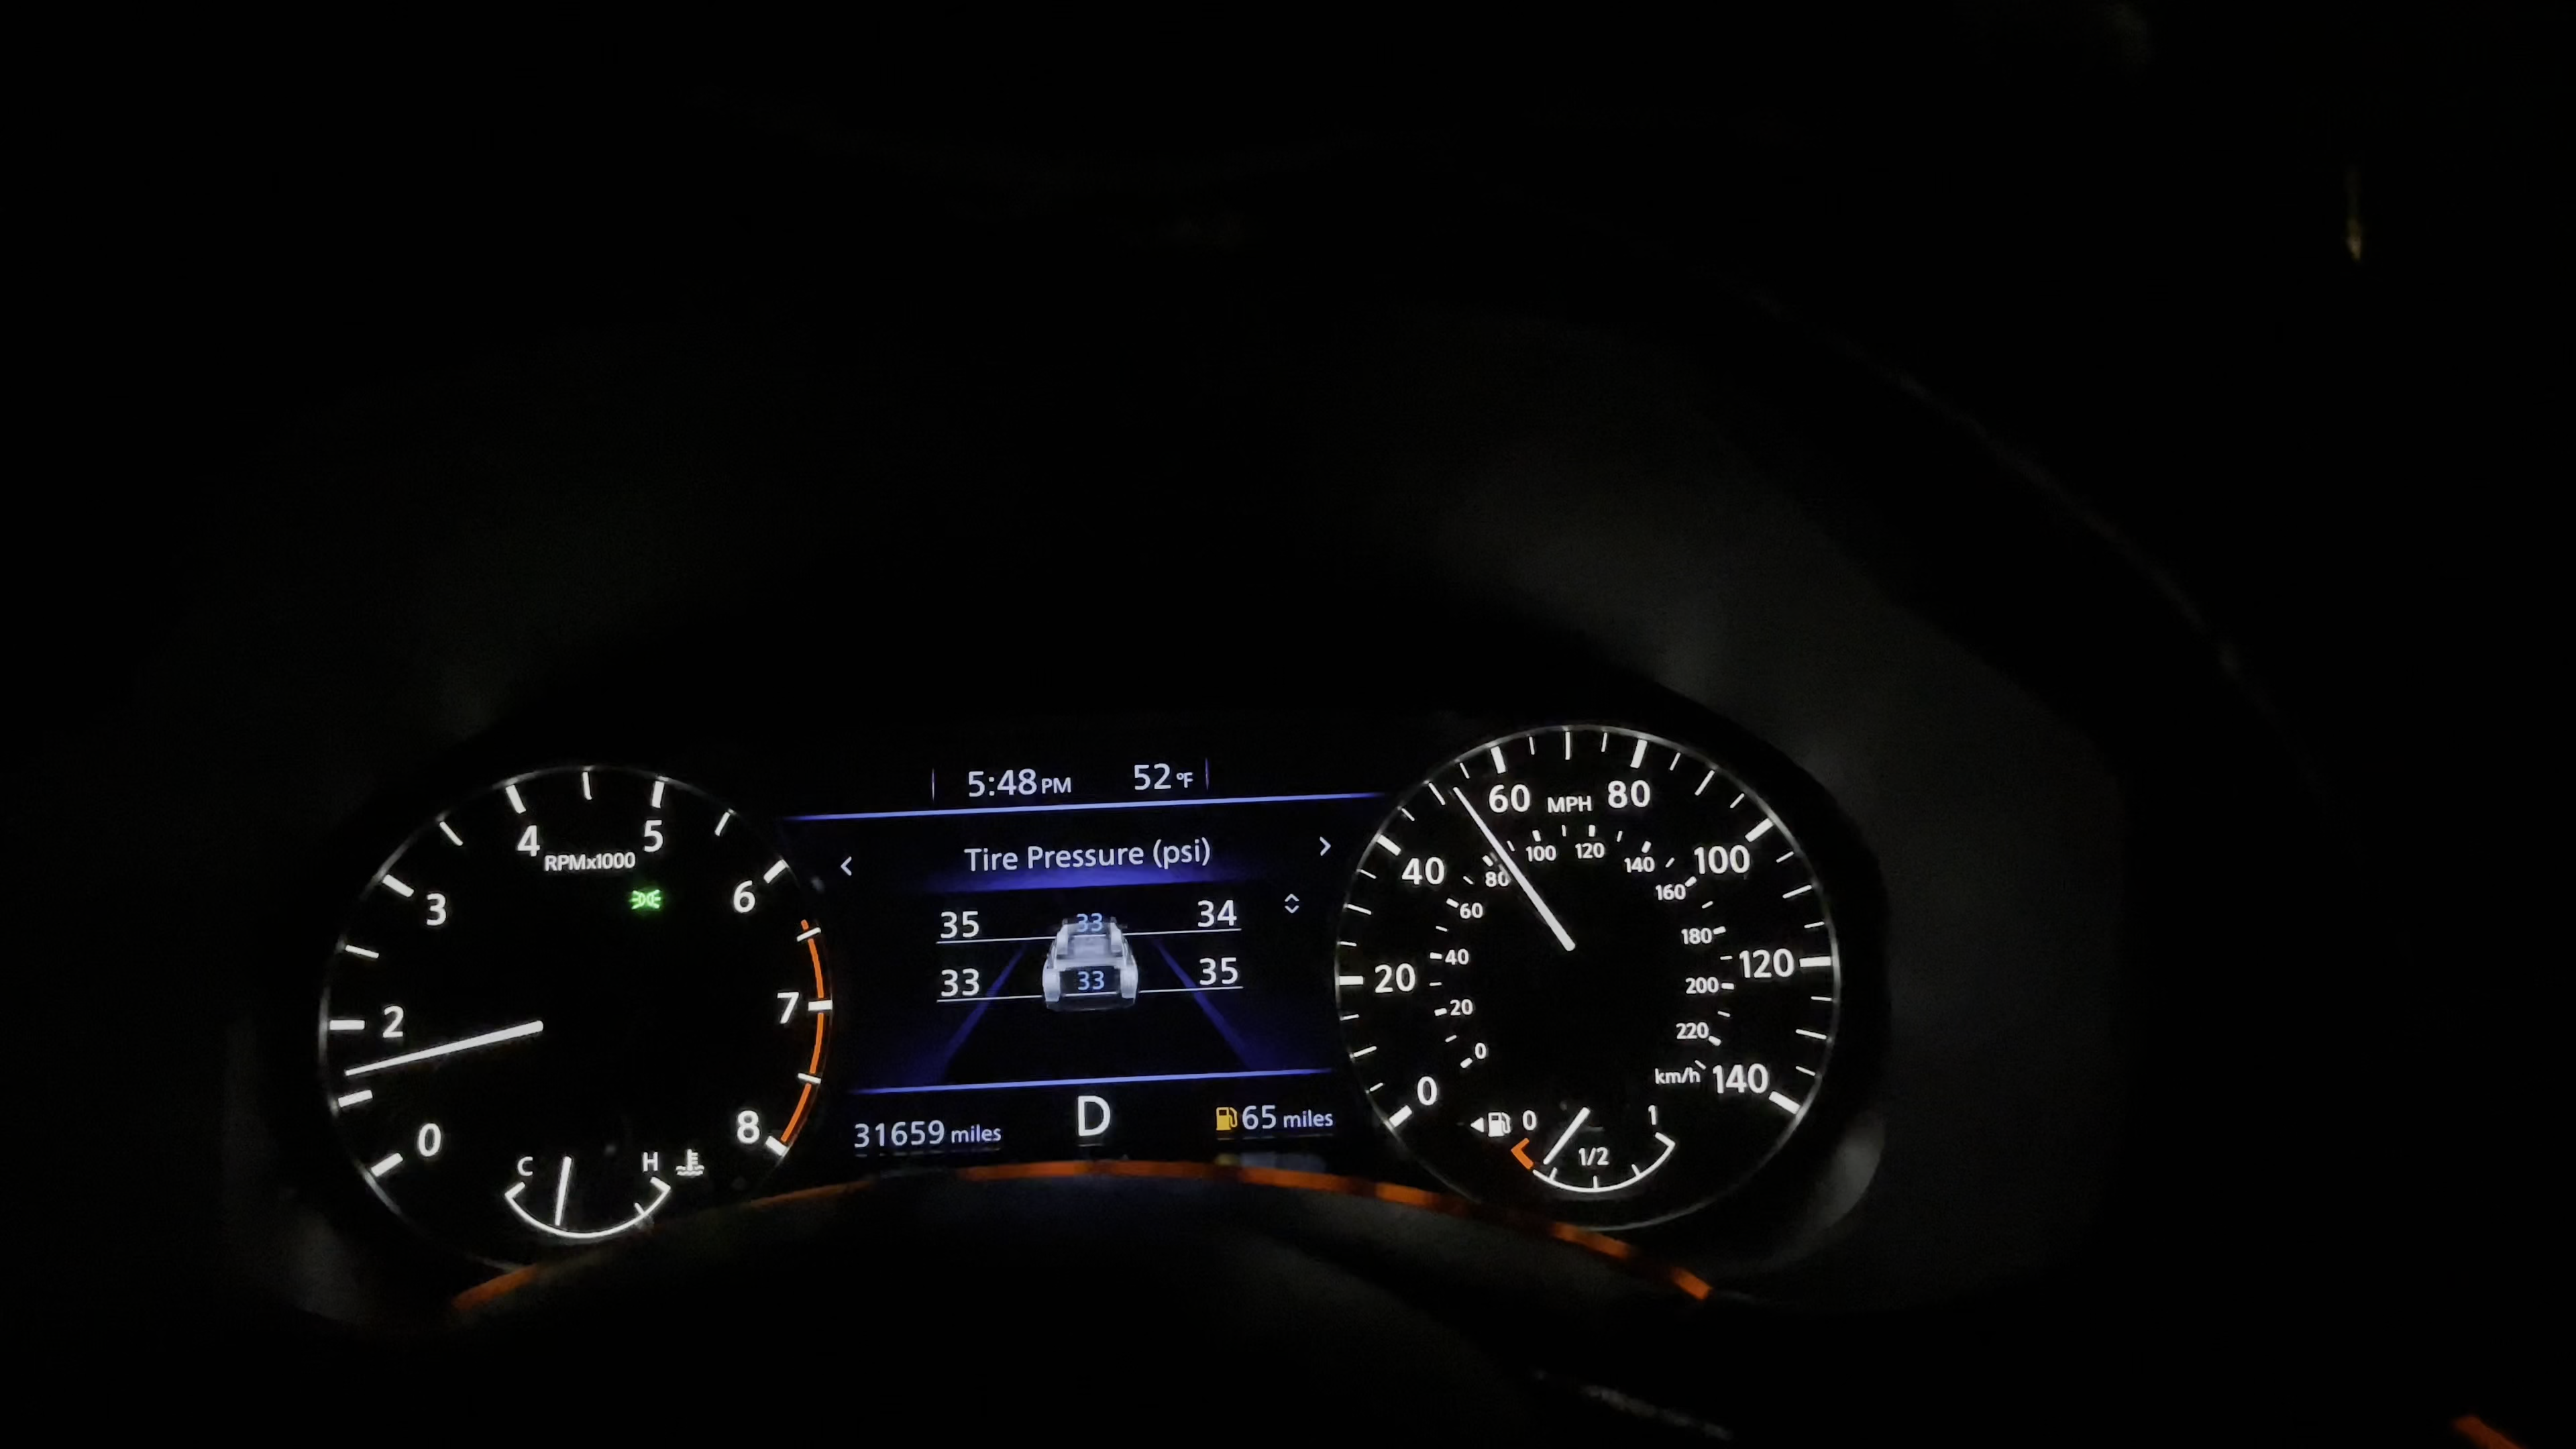 5:48 PM 52 °F
Tire Pressure (psi)
35 33 34
33 33 35
31659 miles D 65 miles
0 2 3 4 5 6 7 8
RPMx1000
C H
0 20 40 60 80 100 120 140
MPH
0 20 40 60 80 100 120 140 160 180 200 220
km/h
0 1/2 1